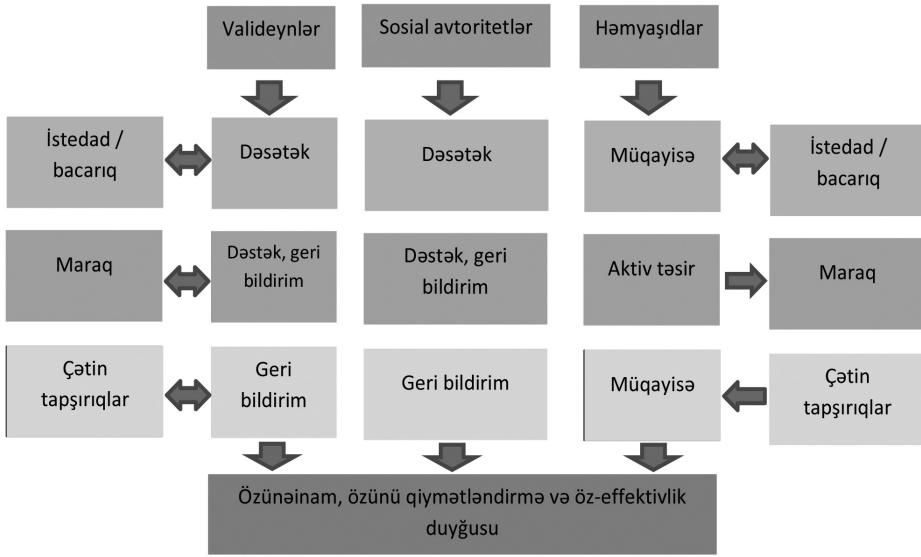 Valideynlər
Sosial avtoritetlər
Həmyaşıdlar
İstedad /
bacarıq
Dəsətək
Dəsətək
Müqayisə
İstedad /
bacarıq
Maraq
Dəstək, geri
bildirim
Dəstək, geri
bildirim
Aktiv təsir
Maraq
Çətin
tapşırıqlar
Geri
bildirim
Geri bildirim
Müqayisə
Çətin
tapşırıqlar
Özünəinam, özünü qiymətləndirmə və öz-effektivlik
duyğusu